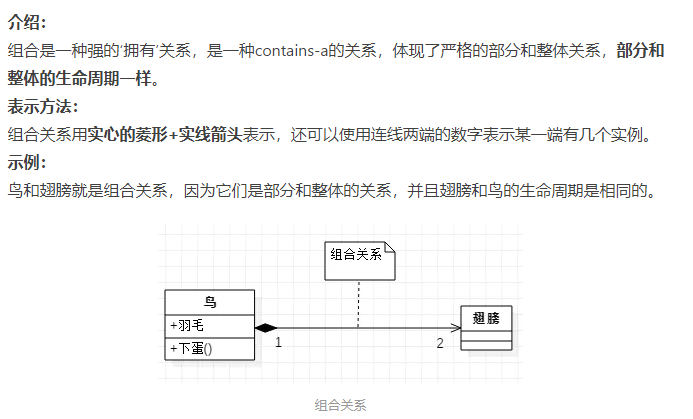 介绍：
组合是一种强的‘拥有’关系，是一种contains-a的关系，体现了严格的部分和整体关系，部分和
整体的生命周期一样。
表示方法：
组合关系用实心的菱形+实线箭头表示，还可以使用连线两端的数字表示某一端有几个实例。
示例：
鸟和翅膀就是组合关系，因为它们是部分和整体的关系，并且翅膀和鸟的生命周期是相同的。
组合关系
鸟
+羽毛
+下蛋()
1
2
翅膀
组合关系